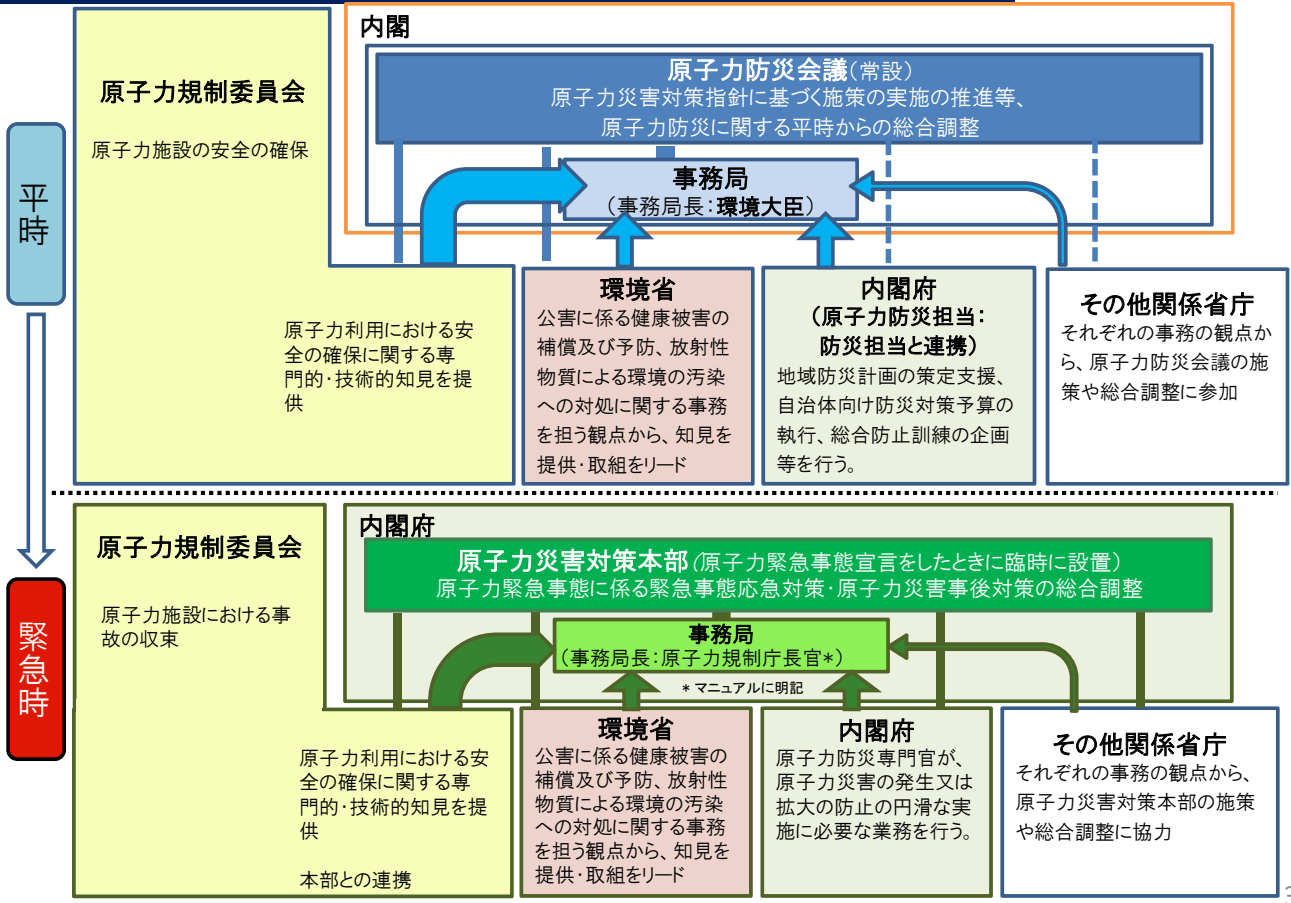 平時
原子力規制委員会
原子力施設の安全の確保
原子力利用における安
全の確保に関する専
門的・技術的知見を提
供
内閣
原子力防災会議(常設)
原子力災害対策指針に基づく施策の実施の推進等、
原子力防災に関する平時からの総合調整
事務局
(事務局長:環境大臣)
環境省
公害に係る健康被害の
補償及び予防、放射性
物質による環境の汚染
への対処に関する事務
を担う観点から、知見を
提供・取組をリード
内閣府
(原子力防災担当:
防災担当と連携)
地域防災計画の策定支援、
自治体向け防災対策予算の
執行、総合防止訓練の企画
等を行う。
その他関係省庁
それぞれの事務の観点か
ら、原子力防災会議の施
策や総合調整に参加
緊急時
原子力規制委員会
原子力施設における事
故の収束
原子力利用における安
全の確保に関する専
門的・技術的知見を提
供
本部との連携
内閣府
原子力災害対策本部(原子力緊急事態宣言をしたときに臨時に設置)
原子力緊急事態に係る緊急事態応急対策・原子力災害事後対策の総合調整
事務局
(事務局長:原子力規制庁長官*)
*マニュアルに明記
環境省
公害に係る健康被害の
補償及び予防、放射性
物質による環境の汚染
への対処に関する事務
を担う観点から、知見を
提供・取組をリード
内閣府
原子力防災専門官が、
原子力災害の発生又は
拡大の防止の円滑な実
施に必要な業務を行う。
その他関係省庁
それぞれの事務の観点から、
原子力災害対策本部の施策
や総合調整に協力